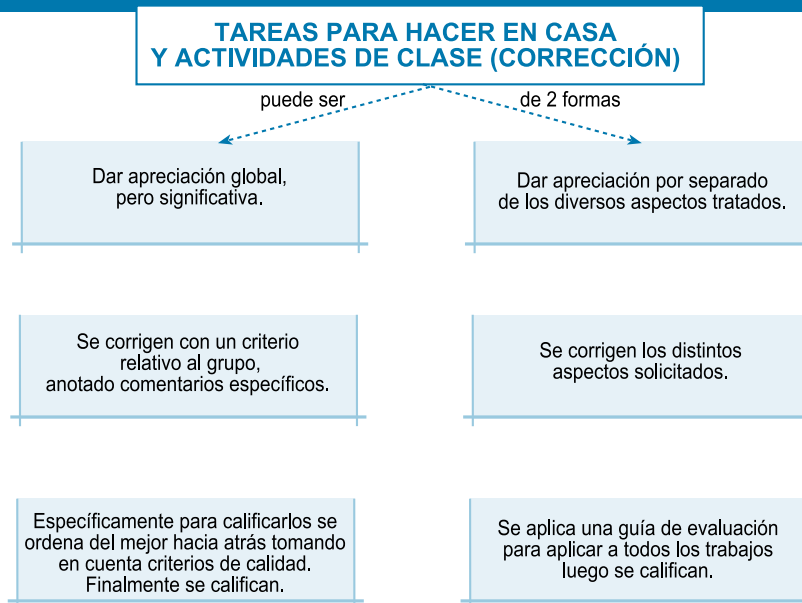 TAREAS PARA HACER EN CASA
Y ACTIVIDADES DE CLASE (CORRECCIÓN)
puede ser
de 2 formas
Dar apreciación global,
pero significativa.
Dar apreciación por separado
de los diversos aspectos tratados.
Se corrigen con un criterio
relativo al grupo,
anotado comentarios específicos.
Se corrigen los distintos
aspectos solicitados.
Específicamente para calificarlos se
ordena del mejor hacia atrás tomando
en cuenta criterios de calidad.
Finalmente se califican.
Se aplica una guía de evaluación
para aplicar a todos los trabajos
luego se califican.